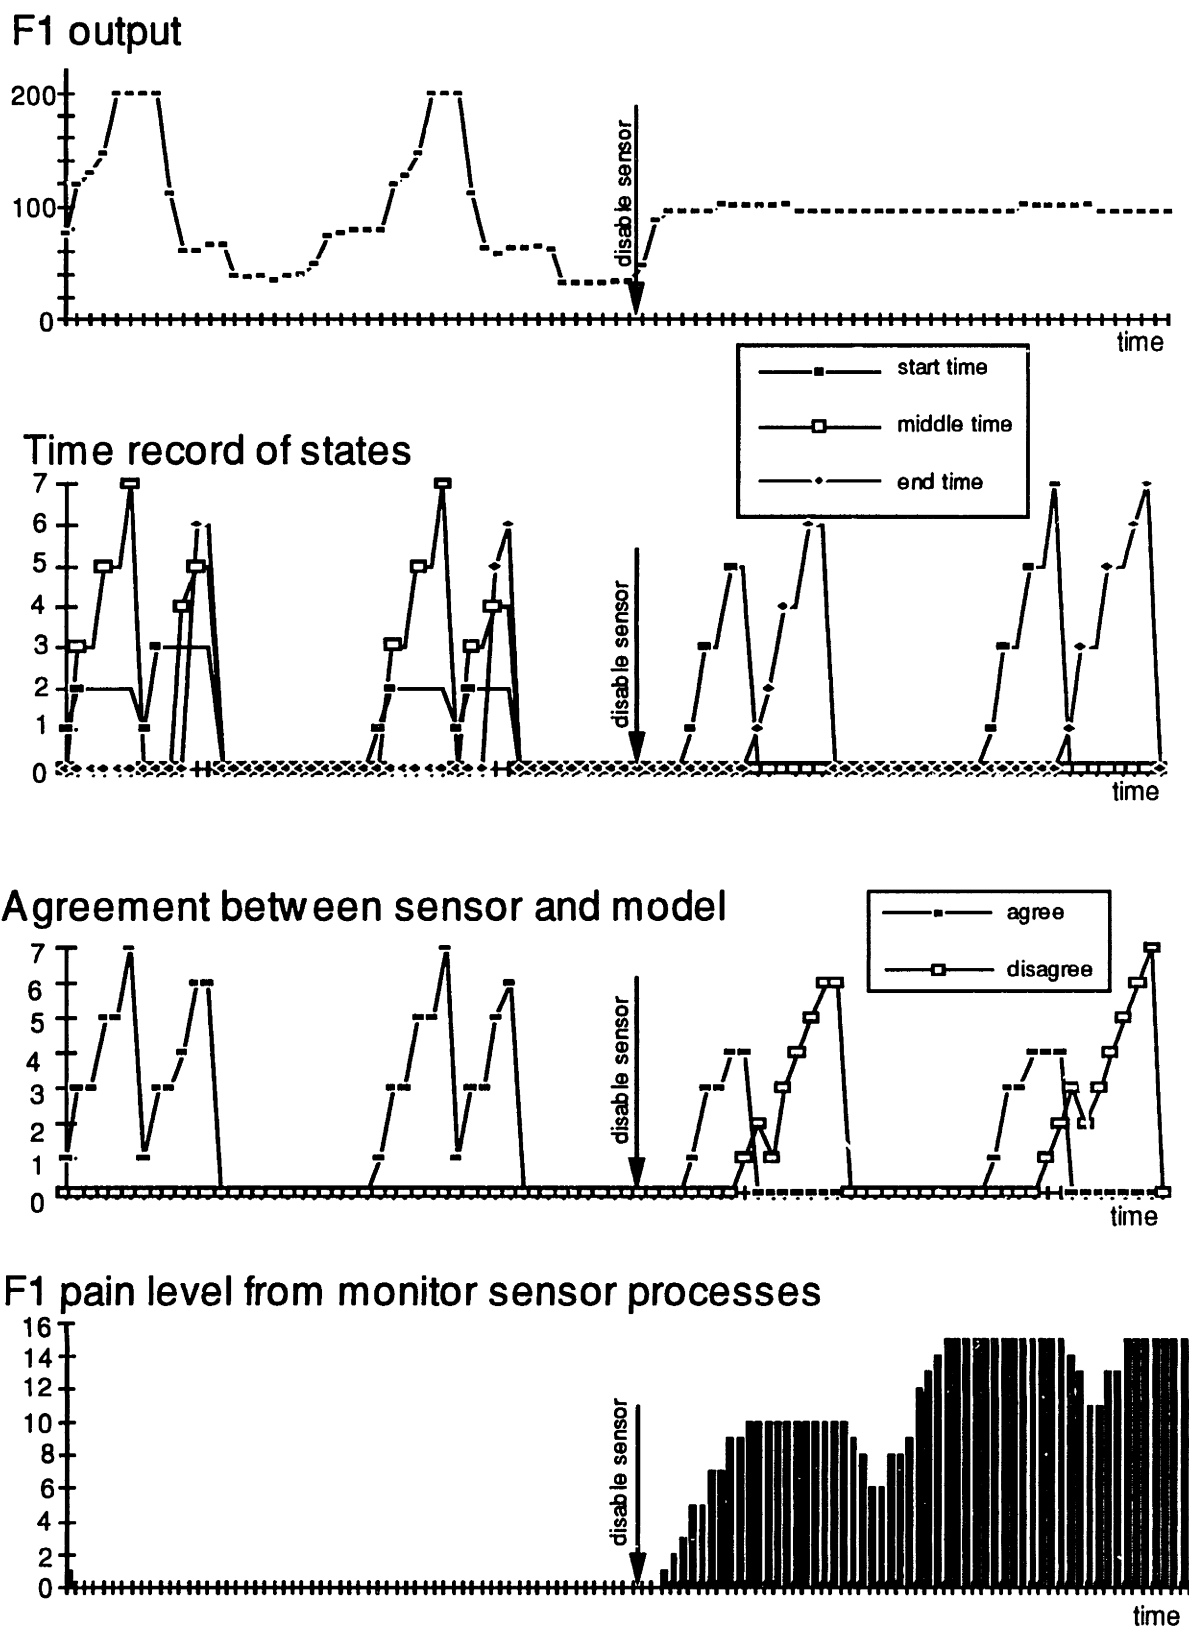 F1 output
200
100
0
disable sensor
time
start time
middle time
end time
Time record of states
7
6
5
4
3
2
1
0
disable sensor
time
Agreement between sensor and model
agree
disagree
7
6
5
4
3
2
1
0
disable sensor
time
F1 pain level from monitor sensor processes
16
14
12
10
8
6
4
2
0
disable sensor
time